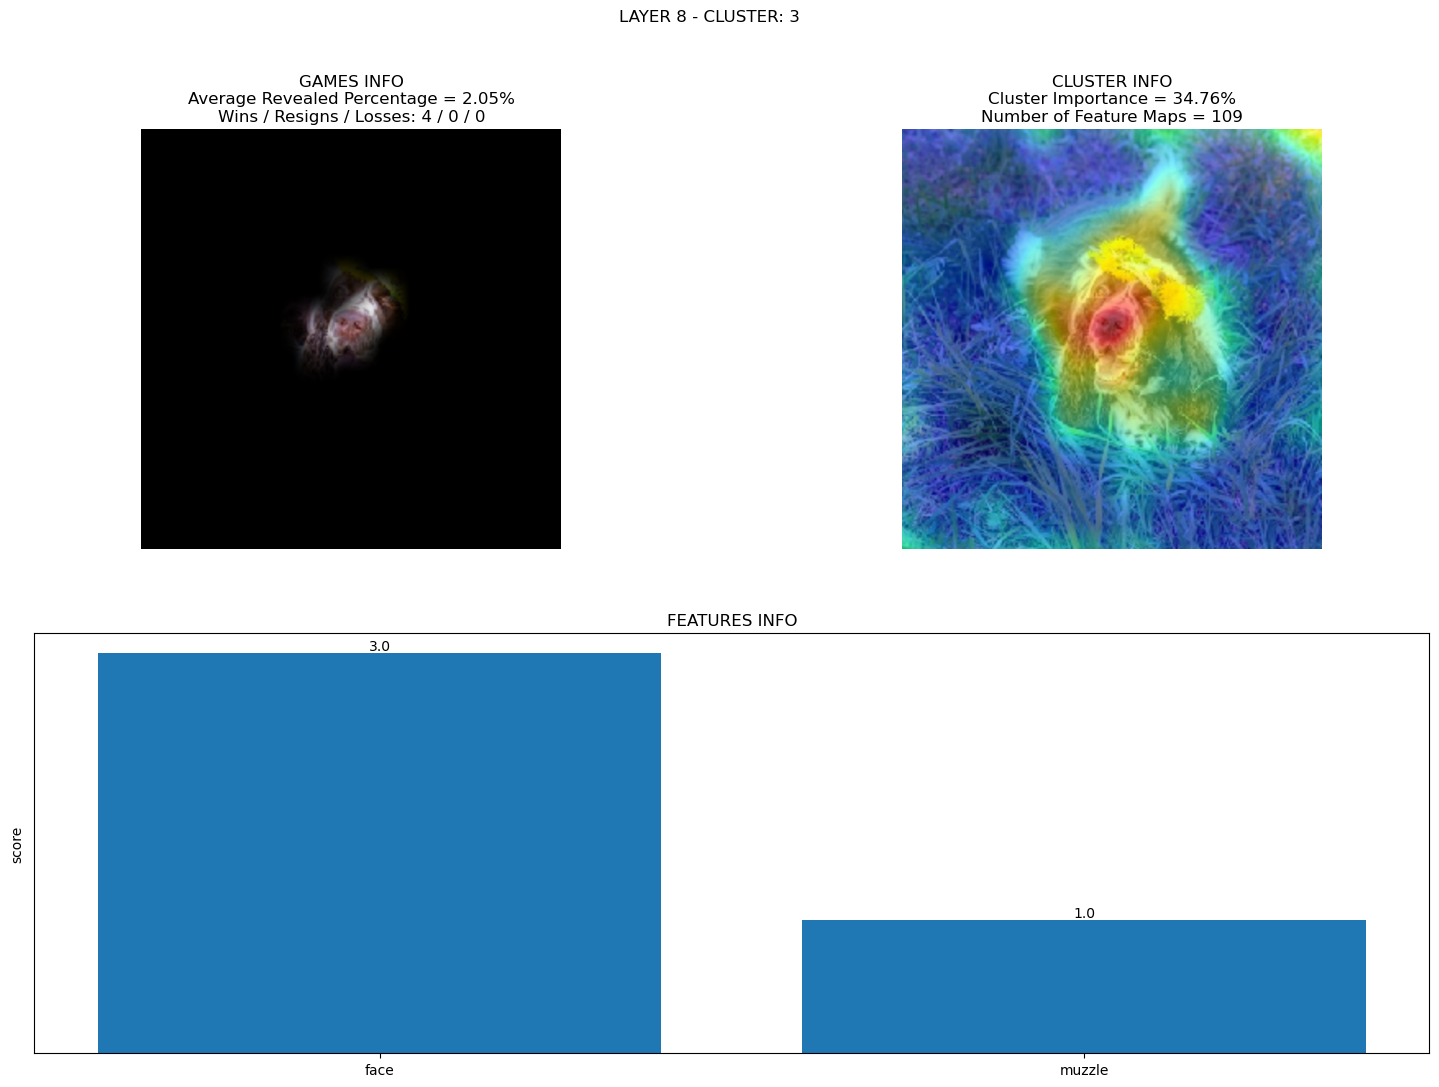 LAYER 8 - CLUSTER: 3
GAMES INFO
Average Revealed Percentage = 2.05%
Wins / Resigns / Losses: 4 / 0 / 0
CLUSTER INFO
Cluster Importance = 34.76%
Number of Feature Maps = 109
FEATURES INFO
3.0
1.0
score
face
muzzle